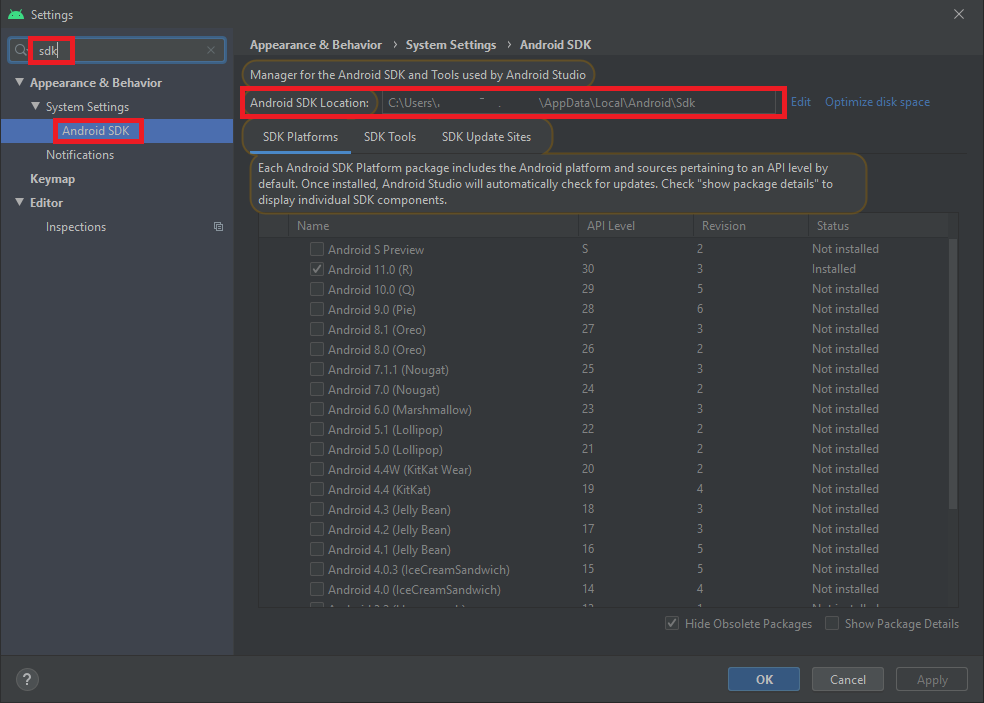 Settings
sdk
Appearance & Behavior
System Settings
Android SDK
Notifications
Keymap
Editor
Inspections
Appearance & Behavior › System Settings › Android SDK
Manager for the Android SDK and Tools used by Android Studio
Android SDK Location: C:\Users\ \AppData\Local\Android\Sdk Edit Optimize disk space
SDK Platforms SDK Tools SDK Update Sites
Each Android SDK Platform package includes the Android platform and sources pertaining to an API level by
default. Once installed, Android Studio will automatically check for updates. Check "show package details" to
display individual SDK components.
Name API Level Revision Status
Android S Preview S 2 Not installed
Android 11.0 (R) 30 3 Installed
Android 10.0 (Q) 29 5 Not installed
Android 9.0 (Pie) 28 6 Not installed
Android 8.1 (Oreo) 27 3 Not installed
Android 8.0 (Oreo) 26 2 Not installed
Android 7.1.1 (Nougat) 25 3 Not installed
Android 7.0 (Nougat) 24 2 Not installed
Android 6.0 (Marshmallow) 23 3 Not installed
Android 5.1 (Lollipop) 22 2 Not installed
Android 5.0 (Lollipop) 21 2 Not installed
Android 4.4W (KitKat Wear) 20 2 Not installed
Android 4.4 (KitKat) 19 4 Not installed
Android 4.3 (Jelly Bean) 18 3 Not installed
Android 4.2 (Jelly Bean) 17 3 Not installed
Android 4.1 (Jelly Bean) 16 5 Not installed
Android 4.0.3 (IceCreamSandwich) 15 5 Not installed
Android 4.0 (IceCreamSandwich) 14 4 Not installed
Hide Obsolete Packages Show Package Details
? OK Cancel Apply